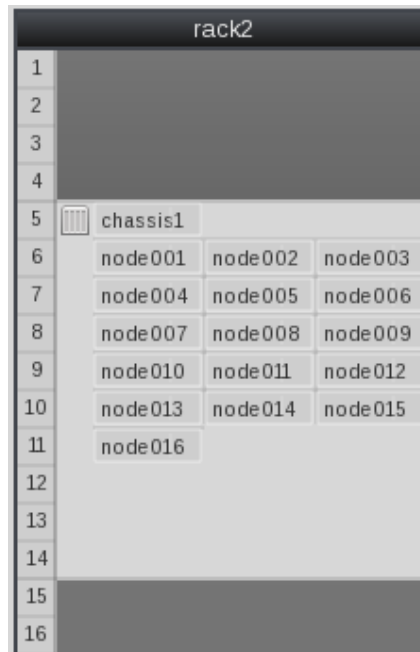 rack2
1
2
3
4
5 chassis1
6 node001 node002 node003
7 node004 node005 node006
8 node007 node008 node009
9 node010 node011 node012
10 node013 node014 node015
11 node016
12
13
14
15
16